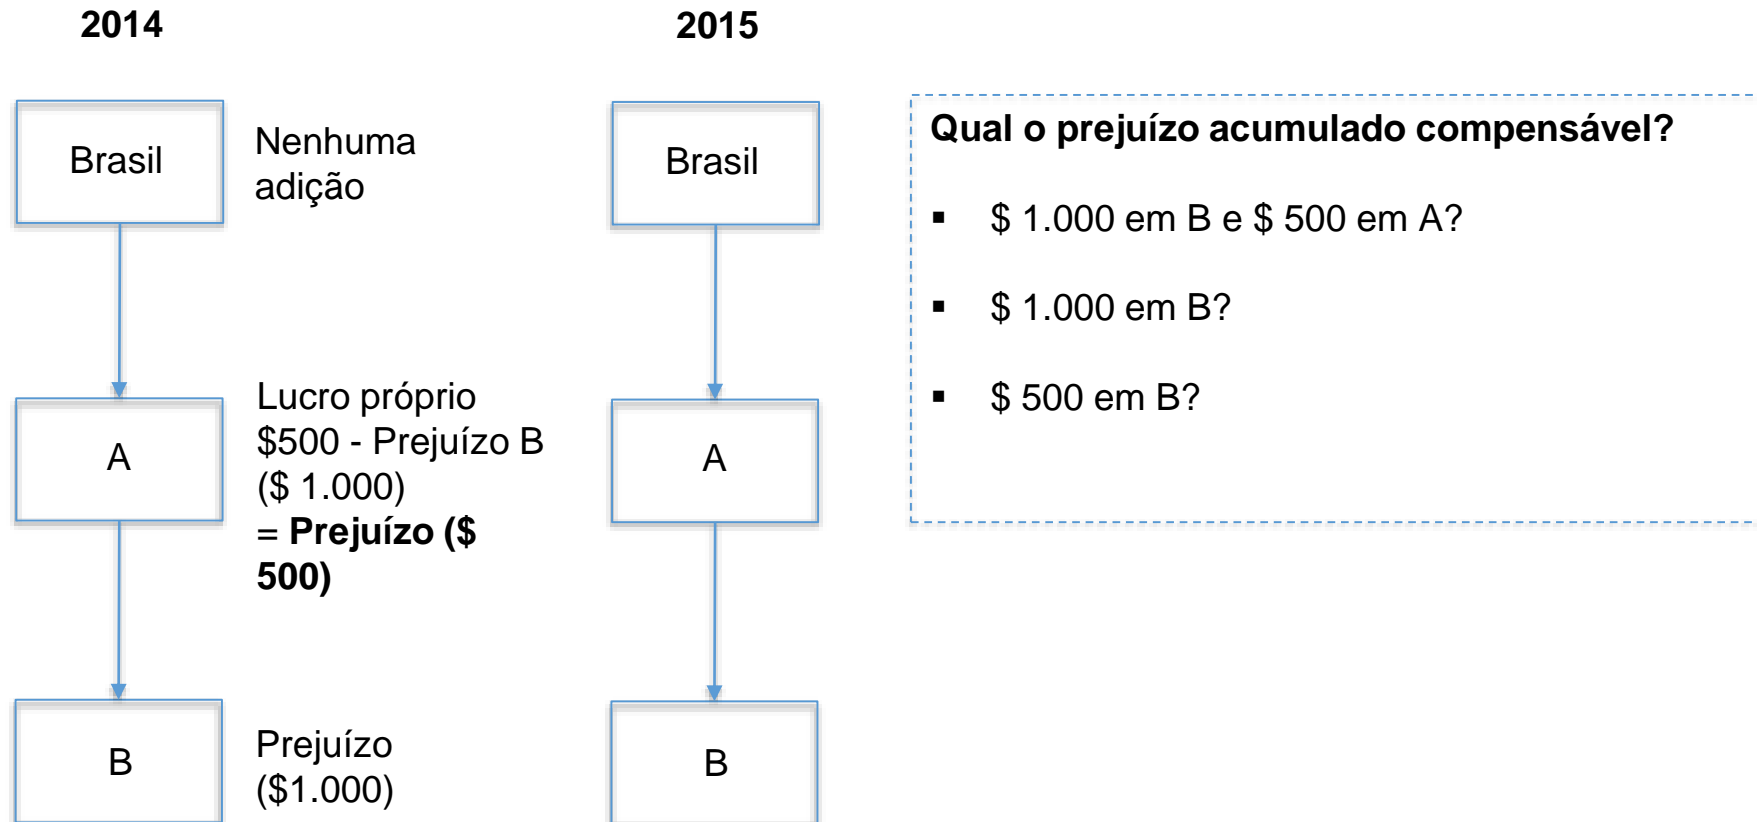 2014
2015
Brasil
Nenhuma
adição
Brasil
Qual o prejuízo acumulado compensável?
▪ $ 1.000 em B e $ 500 em A?
▪ $ 1.000 em B?
▪ $ 500 em B?
A
Lucro próprio
$500 - Prejuízo B
($ 1.000)
= Prejuízo ($
500)
A
B
Prejuízo
($1.000)
B